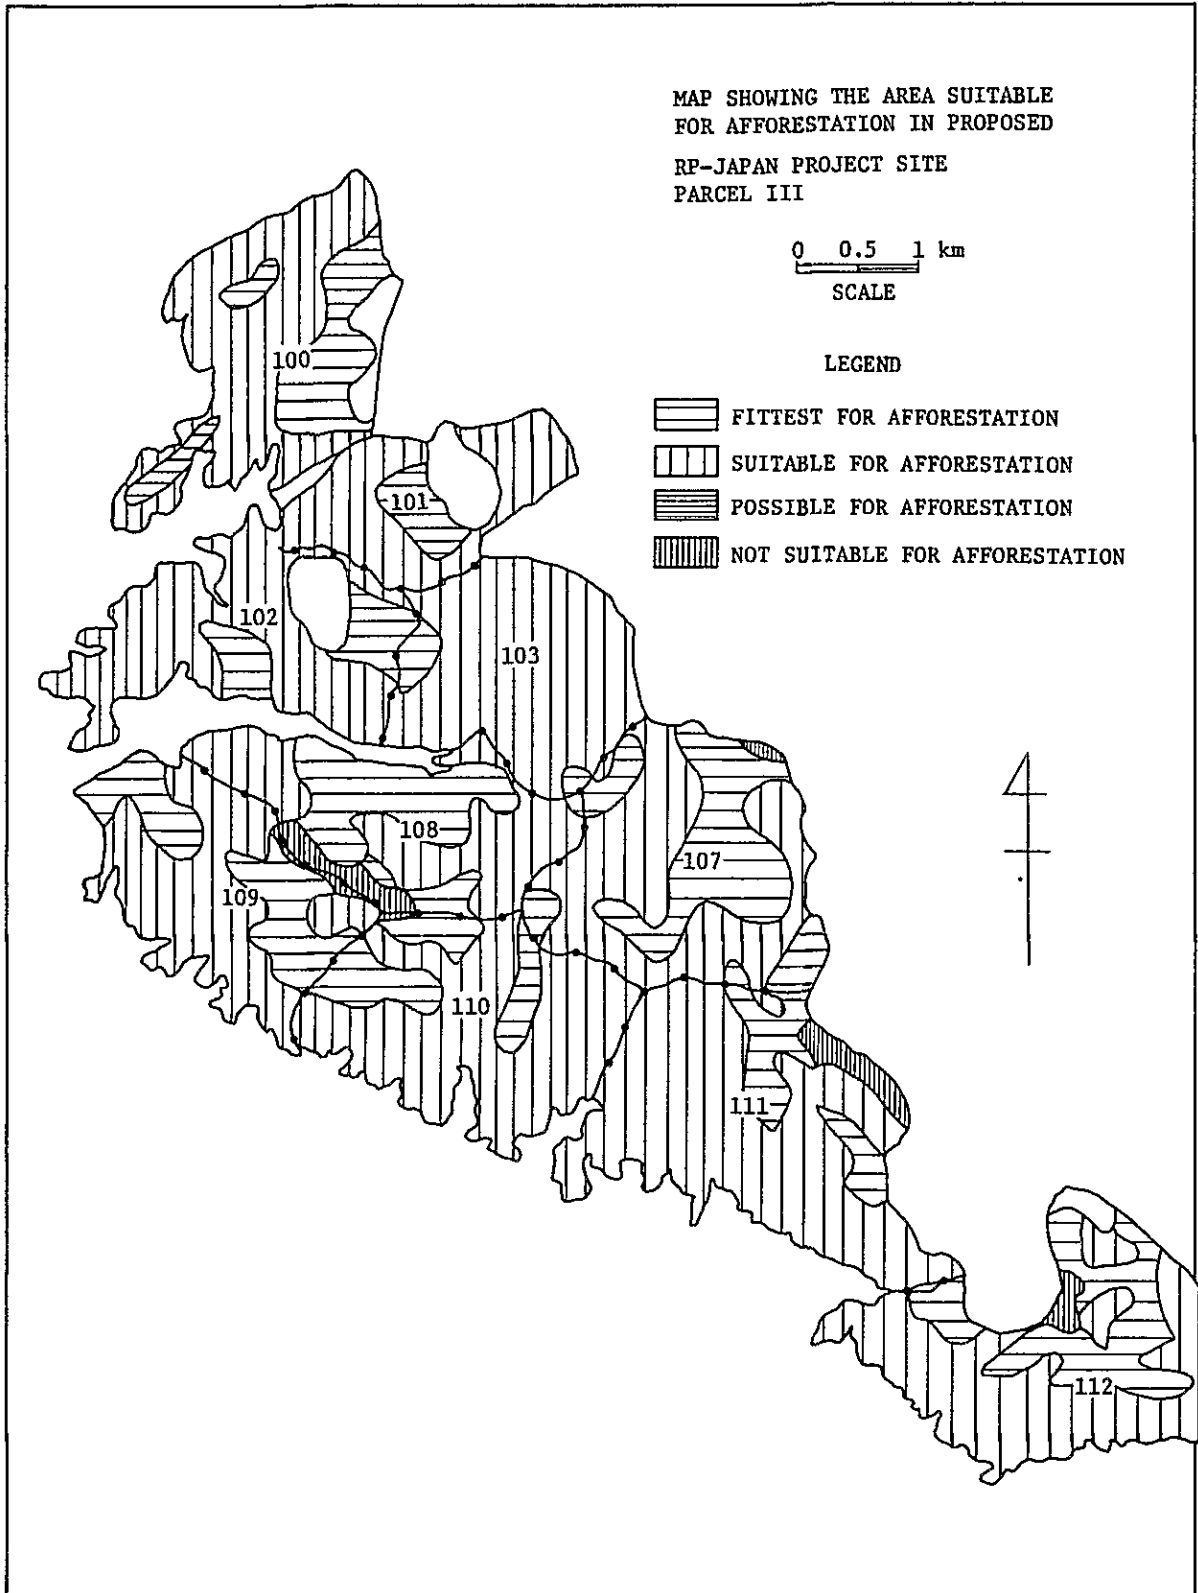 MAP SHOWING THE AREA SUITABLE
FOR AFFORESTATION IN PROPOSED
RP-JAPAN PROJECT SITE
PARCEL III
0 0.5 1 km
SCALE
LEGEND
FITTEST FOR AFFORESTATION
SUITABLE FOR AFFORESTATION
POSSIBLE FOR AFFORESTATION
NOT SUITABLE FOR AFFORESTATION
100
101
102
103
108
107
109
110
111
112